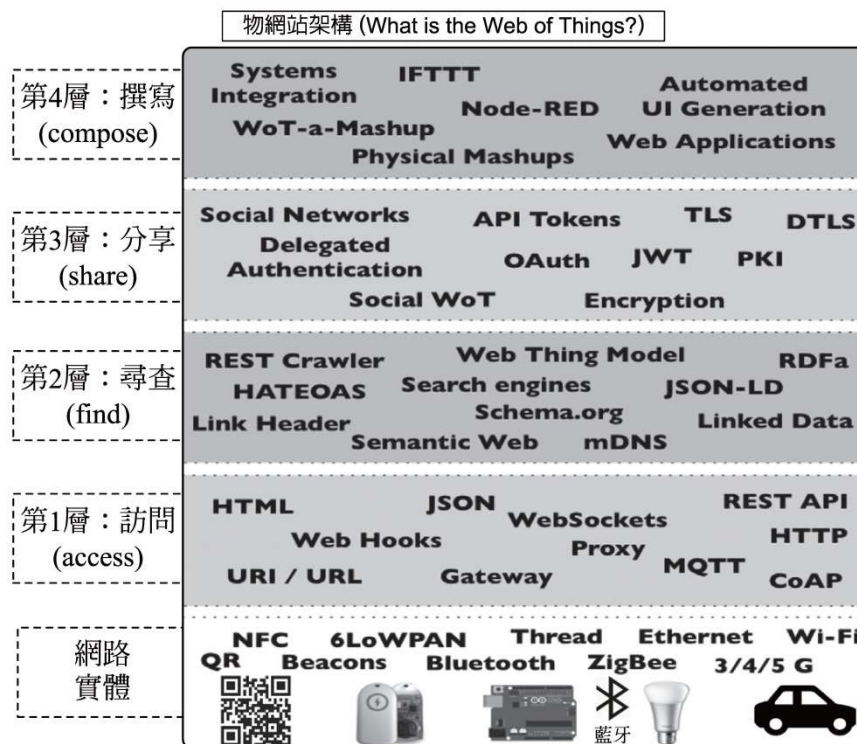 物網站架構 (What is the Web of Things?)
第4層：撰寫
(compose)
Systems
Integration
IFTTT
Automated
UI Generation
Node-RED
WoT-a-Mashup
Web Applications
Physical Mashups
第3層：分享
(share)
Social Networks
API Tokens
TLS
DTLS
Delegated
Authentication
OAuth
JWT
PKI
Social WoT
Encryption
第2層：尋查
(find)
REST Crawler
Web Thing Model
RDFa
HATEOAS
Search engines
JSON-LD
Link Header
Schema.org
Linked Data
Semantic Web
mDNS
第1層：訪問
(access)
HTML
JSON
REST API
WebSockets
Web Hooks
Proxy
HTTP
URI / URL
Gateway
MQTT
CoAP
網路
實體
NFC
6LoWPAN
Thread
Ethernet
Wi-Fi
QR
Beacons
Bluetooth
ZigBee
3/4/5 G
藍牙